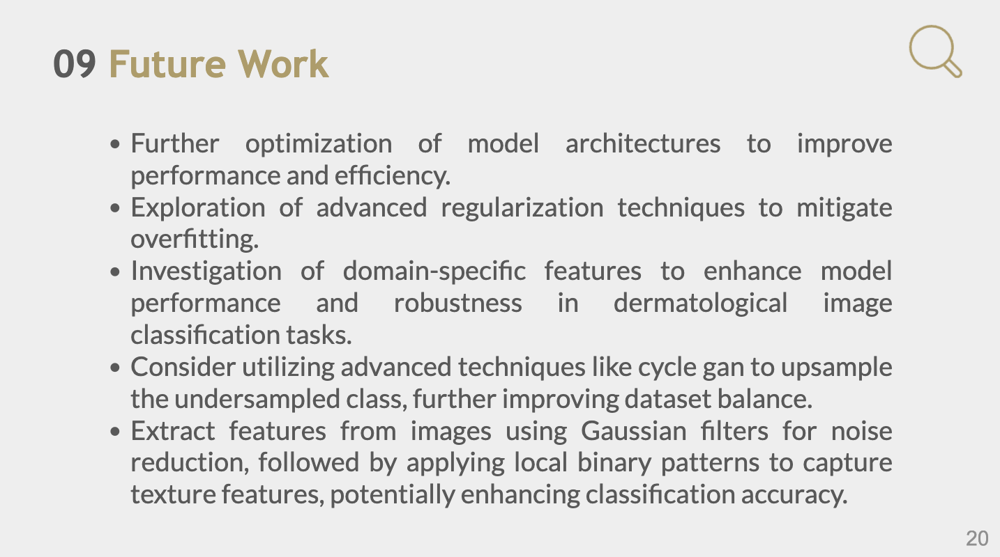 09 Future Work
• Further optimization of model architectures to improve
performance and efficiency.
• Exploration of advanced regularization techniques to mitigate
overfitting.
• Investigation of domain-specific features to enhance model
performance and robustness in dermatological image
classification tasks.
• Consider utilizing advanced techniques like cycle gan to upsample
the undersampled class, further improving dataset balance.
• Extract features from images using Gaussian filters for noise
reduction, followed by applying local binary patterns to capture
texture features, potentially enhancing classification accuracy.
20